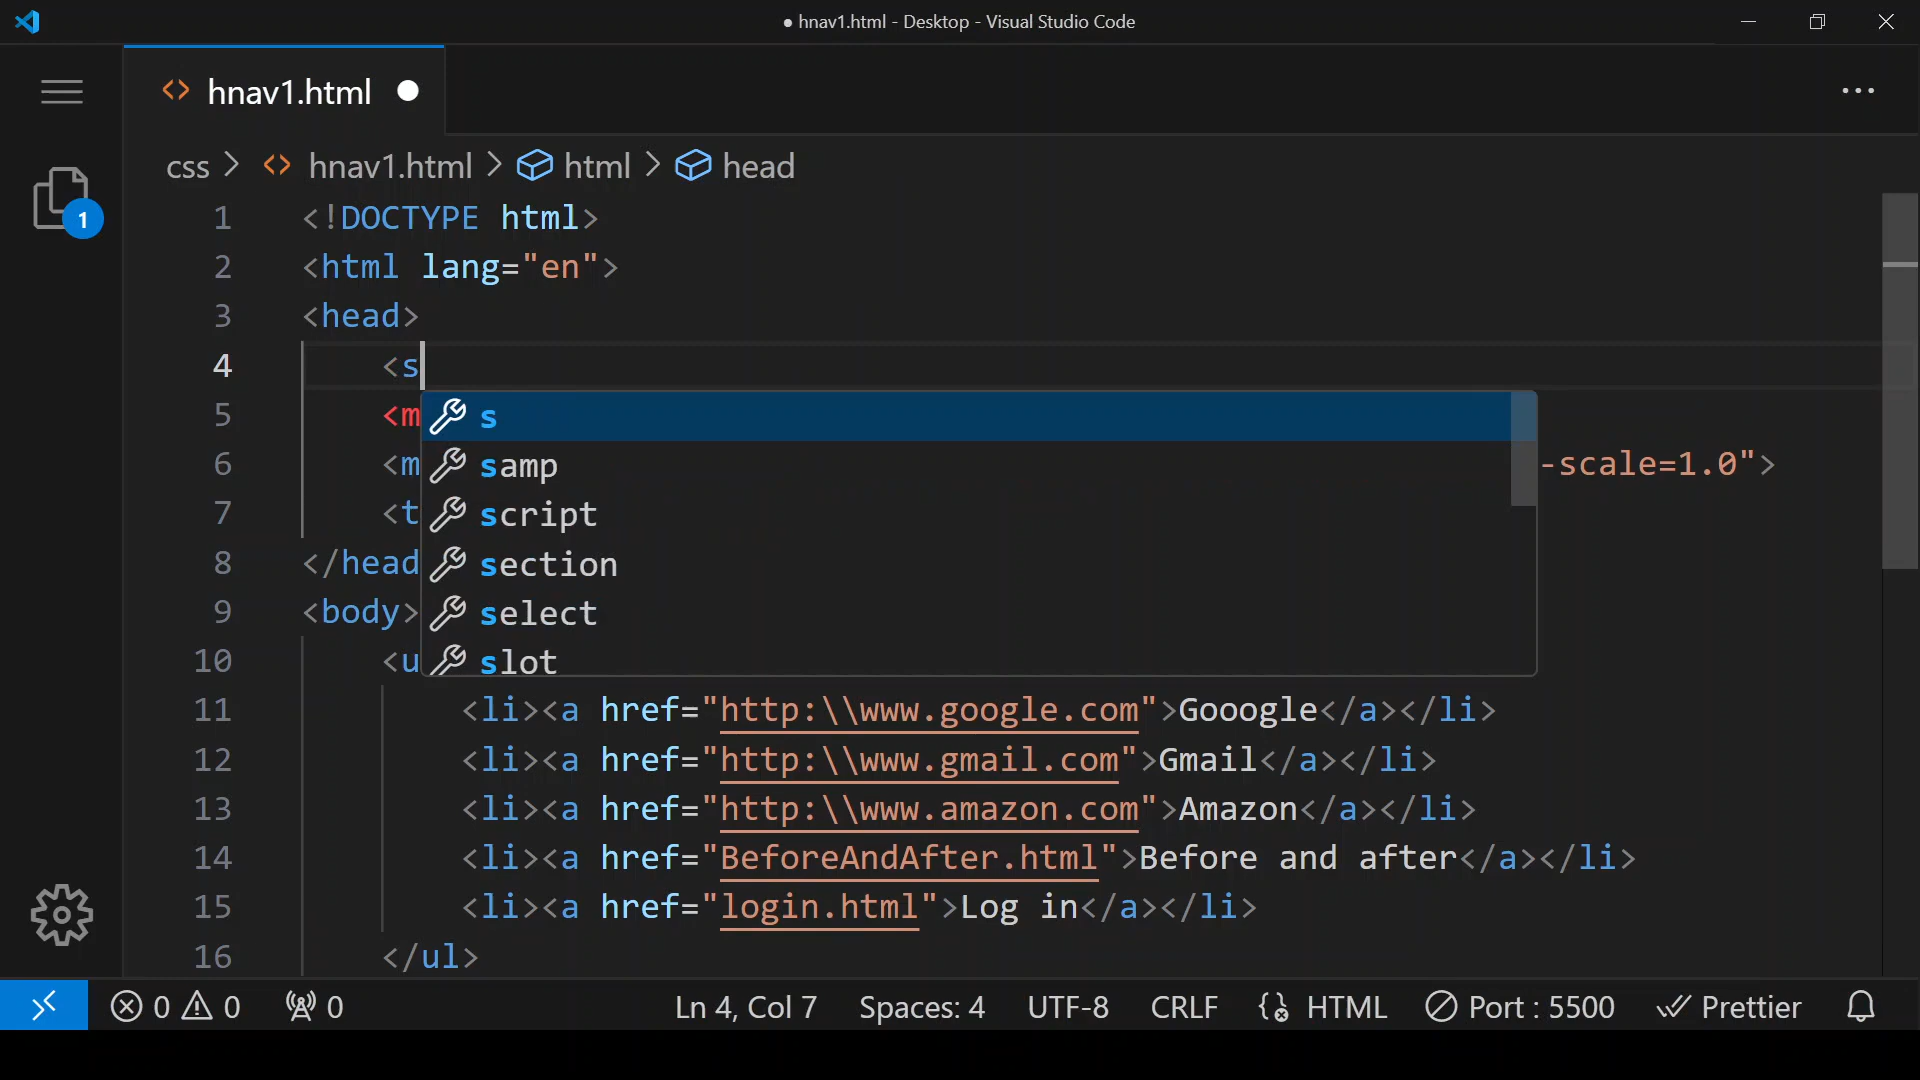 ● hnav1.html - Desktop - Visual Studio Code
hnav1.html ●
css > <> hnav1.html > html > head
1
1 <!DOCTYPE html>
2 <html lang="en">
3 <head>
4 <s
5 <m
s
6 <m
samp
-scale=1.0">
7 <t
script
8 </head
section
9 <body>
select
10 <u
slot
11 <li><a href="http:\\www.google.com">Gooogle</a></li>
12 <li><a href="http:\\www.gmail.com">Gmail</a></li>
13 <li><a href="http:\\www.amazon.com">Amazon</a></li>
14 <li><a href="BeforeAndAfter.html">Before and after</a></li>
15 <li><a href="login.html">Log in</a></li>
16 </ul>
0 0 0 Ln 4, Col 7 Spaces: 4 UTF-8 CRLF HTML Port : 5500 Prettier